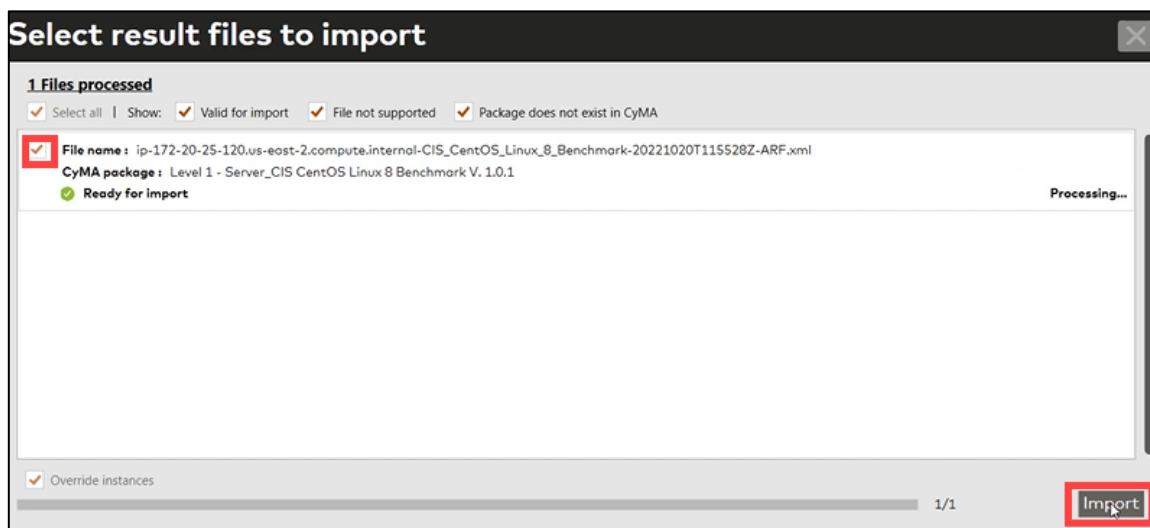 Select result files to import
1 Files processed
Select all | Show: Valid for import File not supported Package does not exist in CyMA
File name : ip-172-20-25-120.us-east-2.compute.internal-CIS_CentOS_Linux_8_Benchmark-20221020T115528Z-ARF.xml
CyMA package : Level 1 - Server_CIS CentOS Linux 8 Benchmark V. 1.0.1
Ready for import Processing...
Override instances
1/1
Import